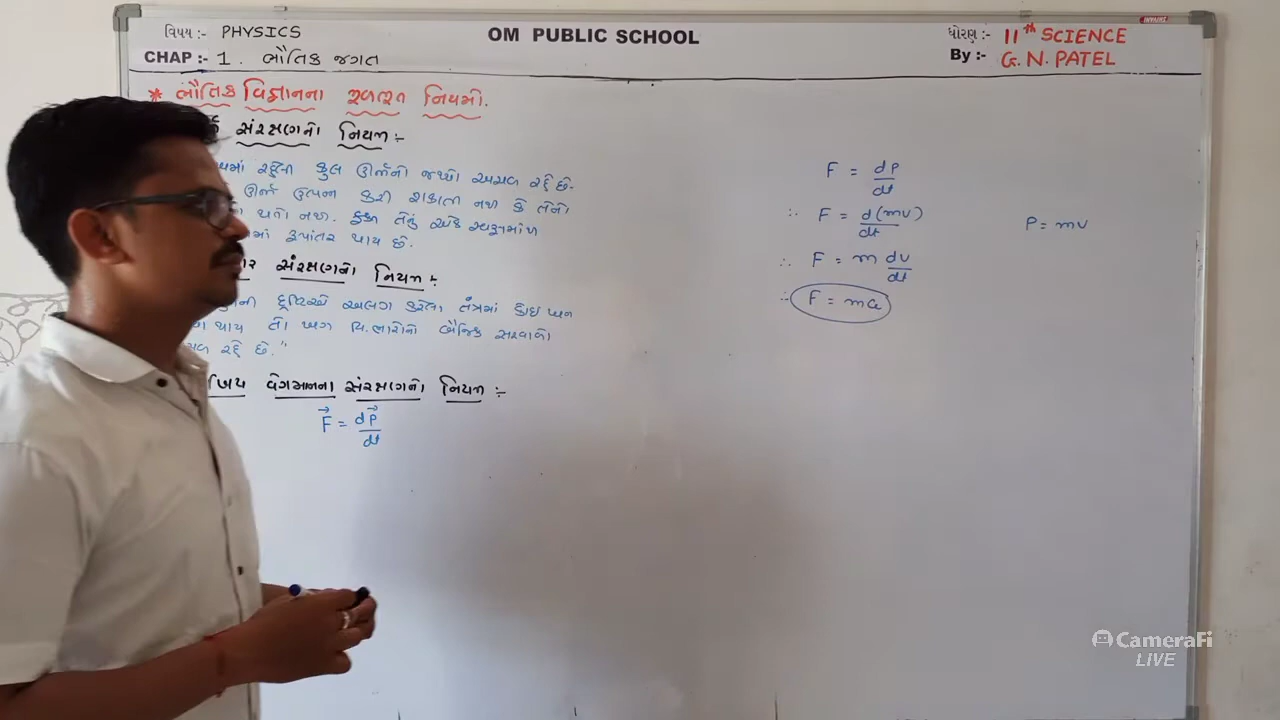 વિષય :- PHYSICS
OM PUBLIC SCHOOL
ધોરણ :- 11th SCIENCE
CHAP :- 1. ભૌતિક જગત
By :- G. N. PATEL
* ભૌતિક વિજ્ઞાનના મૂળભૂત નિયમો.
સંરક્ષણનો નિયમ :-
રહેલી કુલ ઊર્જાનો જથ્થો અચળ રહે છે.
ઊર્જા ઉત્પન્ન કરી શકાતી નથી કે તેનો
થતો નથી. ફક્ત તેનું એક સ્વરૂપમાંથી
રૂપાંતર થાય છે.
સંરક્ષણનો નિયમ :-
દૃષ્ટિએ અલગ કરેલા તંત્રમાં કોઇ પણ
થાય તો પણ વિ.ભારોનો બૈજિક સરવાળો
રહે છે."
વેગમાનના સંરક્ષણનો નિયમ :-
F⃗ = dP⃗/dt
F = dP/dt
∴ F = d(mv)/dt
P = mv
∴ F = m dv/dt
∴ F = ma
CameraFi
LiVE